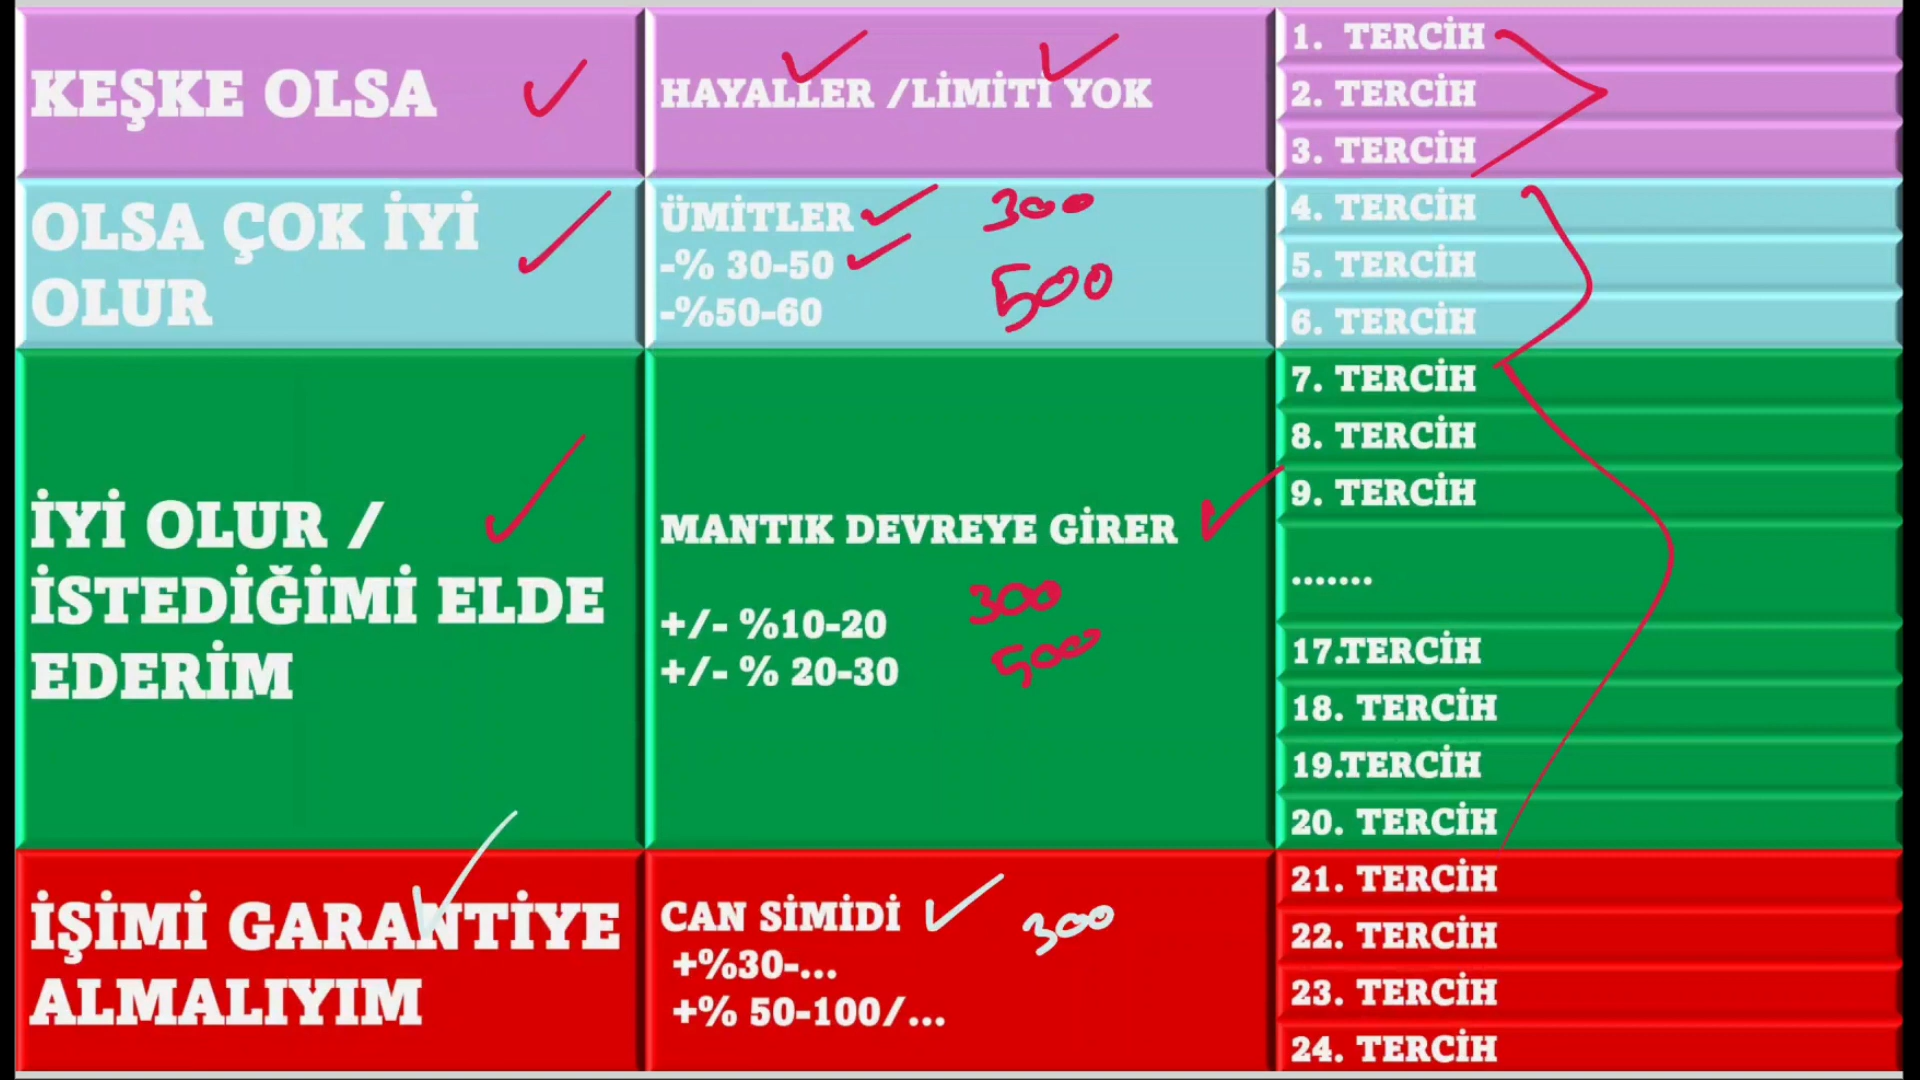 KEŞKE OLSA
HAYALLER /LİMİTİ YOK
1. TERCİH
2. TERCİH
3. TERCİH
OLSA ÇOK İYİ
OLUR
ÜMİTLER 300
-% 30-50
-%50-60 500
4. TERCİH
5. TERCİH
6. TERCİH
İYİ OLUR /
İSTEDİĞİMİ ELDE
EDERİM
MANTIK DEVREYE GİRER
+/- %10-20 300
+/- % 20-30 500
7. TERCİH
8. TERCİH
9. TERCİH
.......
17.TERCİH
18. TERCİH
19.TERCİH
20. TERCİH
İŞİMİ GARANTİYE
ALMALIYIM
CAN SİMİDİ 300
+%30-...
+% 50-100/...
21. TERCİH
22. TERCİH
23. TERCİH
24. TERCİH